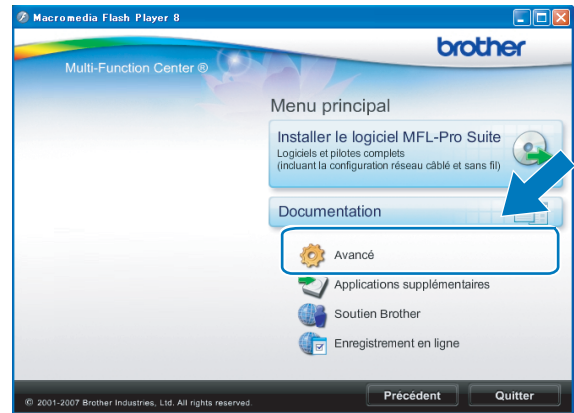 Macromedia Flash Player 8
brother
Multi-Function Center ®
Menu principal
Installer le logiciel MFL-Pro Suite
Logiciels et pilotes complets
(incluant la configuration réseau câblé et sans fil)
Documentation
Avancé
Applications supplémentaires
Soutien Brother
Enregistrement en ligne
Précédent
Quitter
© 2001-2007 Brother Industries, Ltd. All rights reserved.